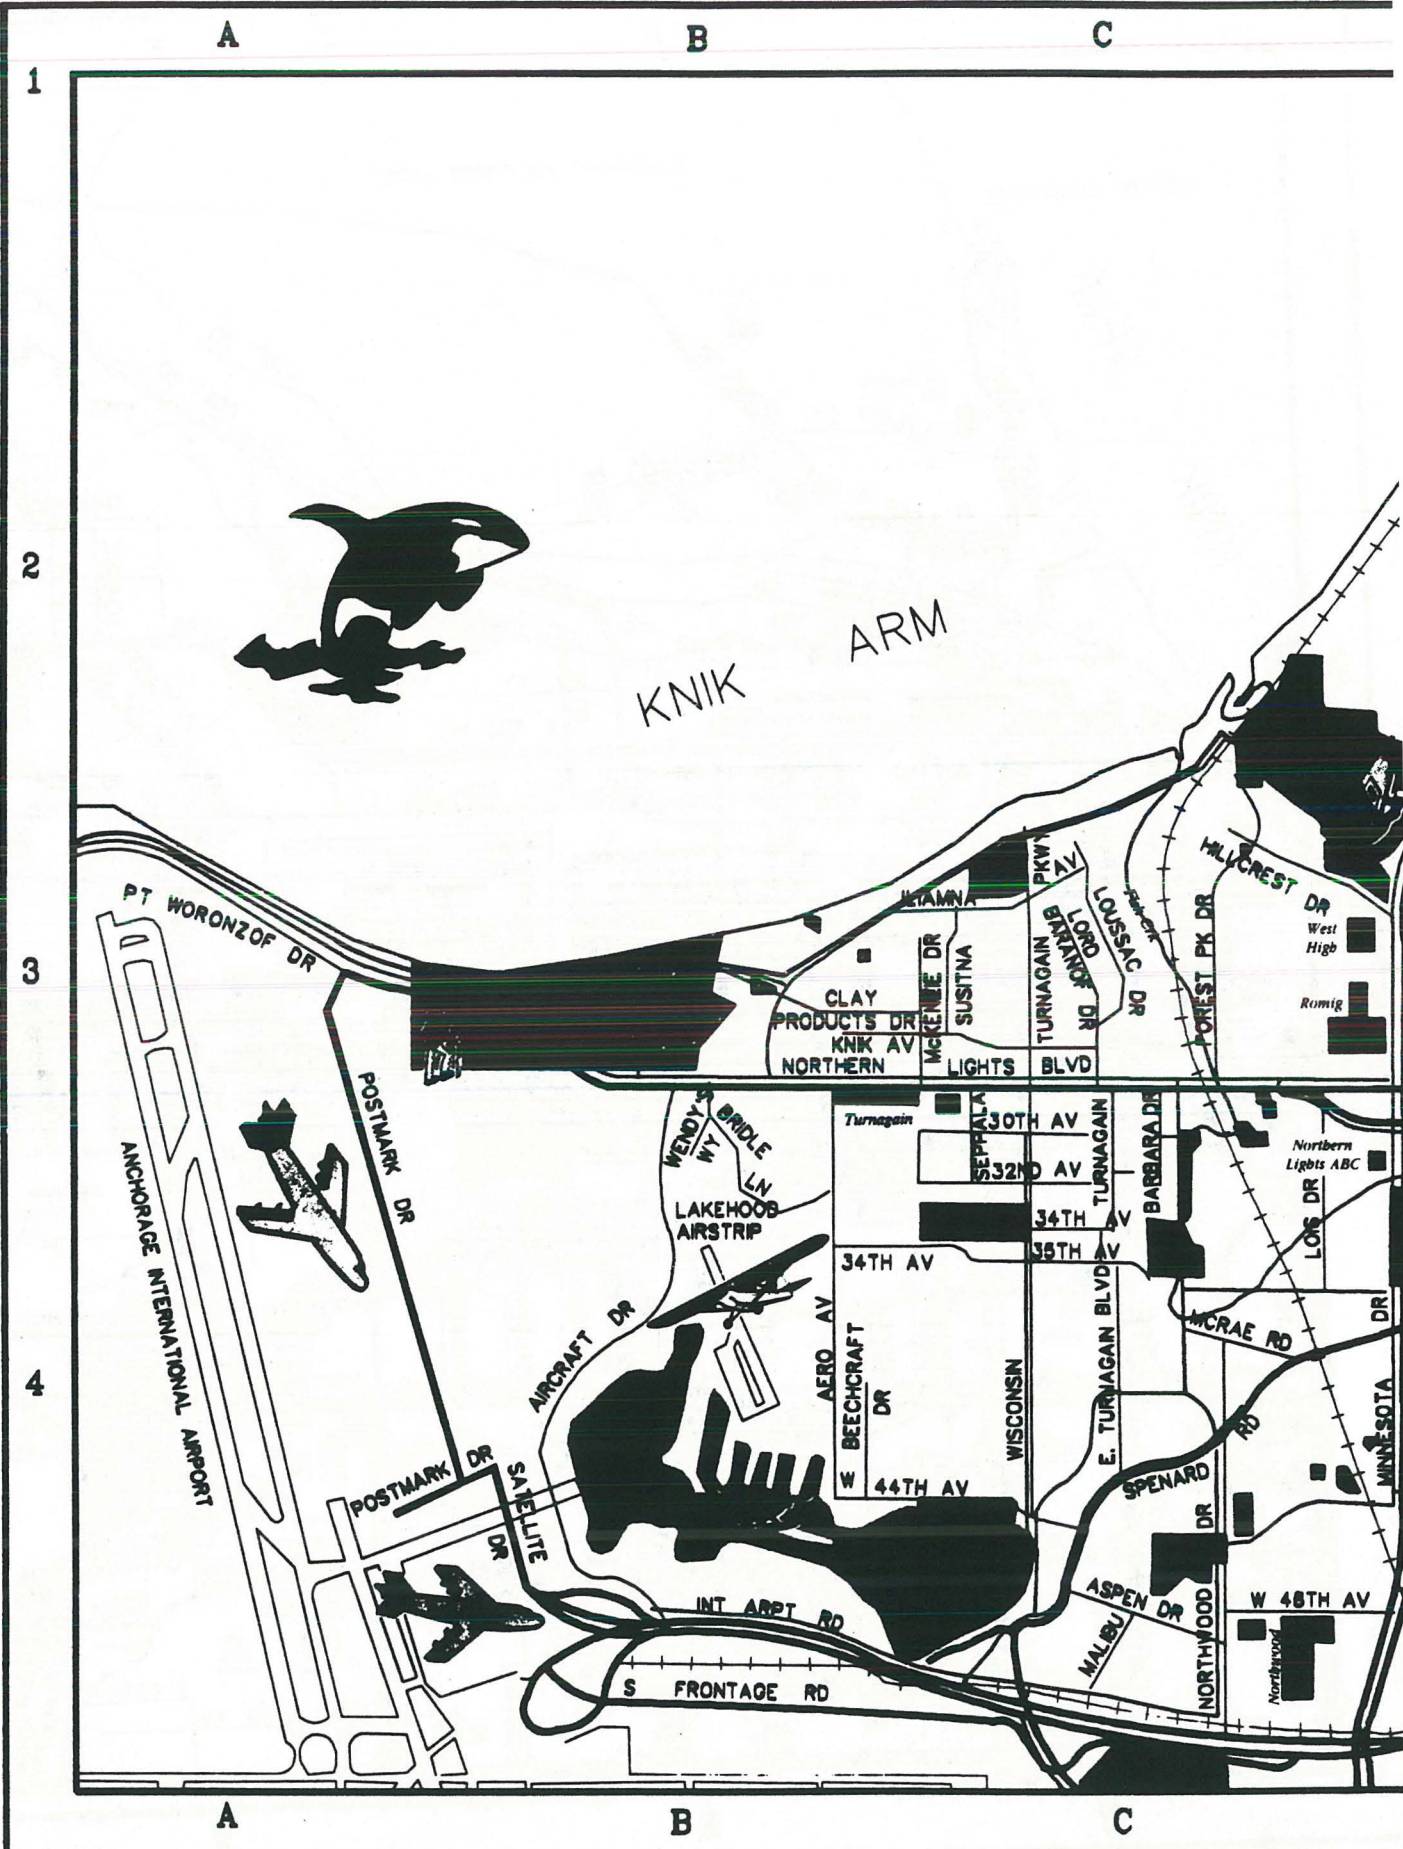 A B C
1
2
KNIK ARM
PT WORONZOF DR
3
ILIAMNA AV
PKWY
TURNAGAIN
LORD
BARANOF DR
LOUSSAC DR
Fish Crk
FOREST PK DR
HILLCREST DR
West
High
Romig
McKENZIE DR
SUSITNA
CLAY
PRODUCTS DR
KNIK AV
NORTHERN LIGHTS BLVD
POSTMARK DR
ANCHORAGE INTERNATIONAL AIRPORT
WENDY'S
WY
BRIDLE
LN
LAKEHOOD
AIRSTRIP
Turnagain
SEPPALA
30TH AV
32ND AV
TURNAGAIN
BARBARA DR
34TH AV
35TH AV
34TH AV
Northern
Lights ABC
LOIS DR
MCRAE RD
4
AIRCRAFT DR
AERO AV
W BEECHCRAFT
DR
WISCONSIN
E. TURNAGAIN BLVD
44TH AV
SPENARD RD
MINNESOTA DR
POSTMARK DR
SATELLITE
DR
INT ARPT RD
ASPEN DR
MALIBU
NORTHWOOD DR
W 48TH AV
Northwood
S FRONTAGE RD
A B C